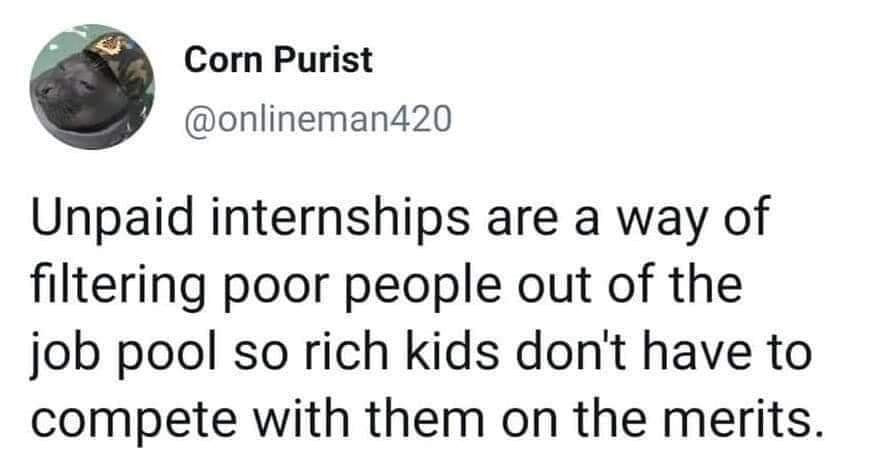 Corn Purist
@onlineman420
Unpaid internships are a way of
filtering poor people out of the
job pool so rich kids don't have to
compete with them on the merits.